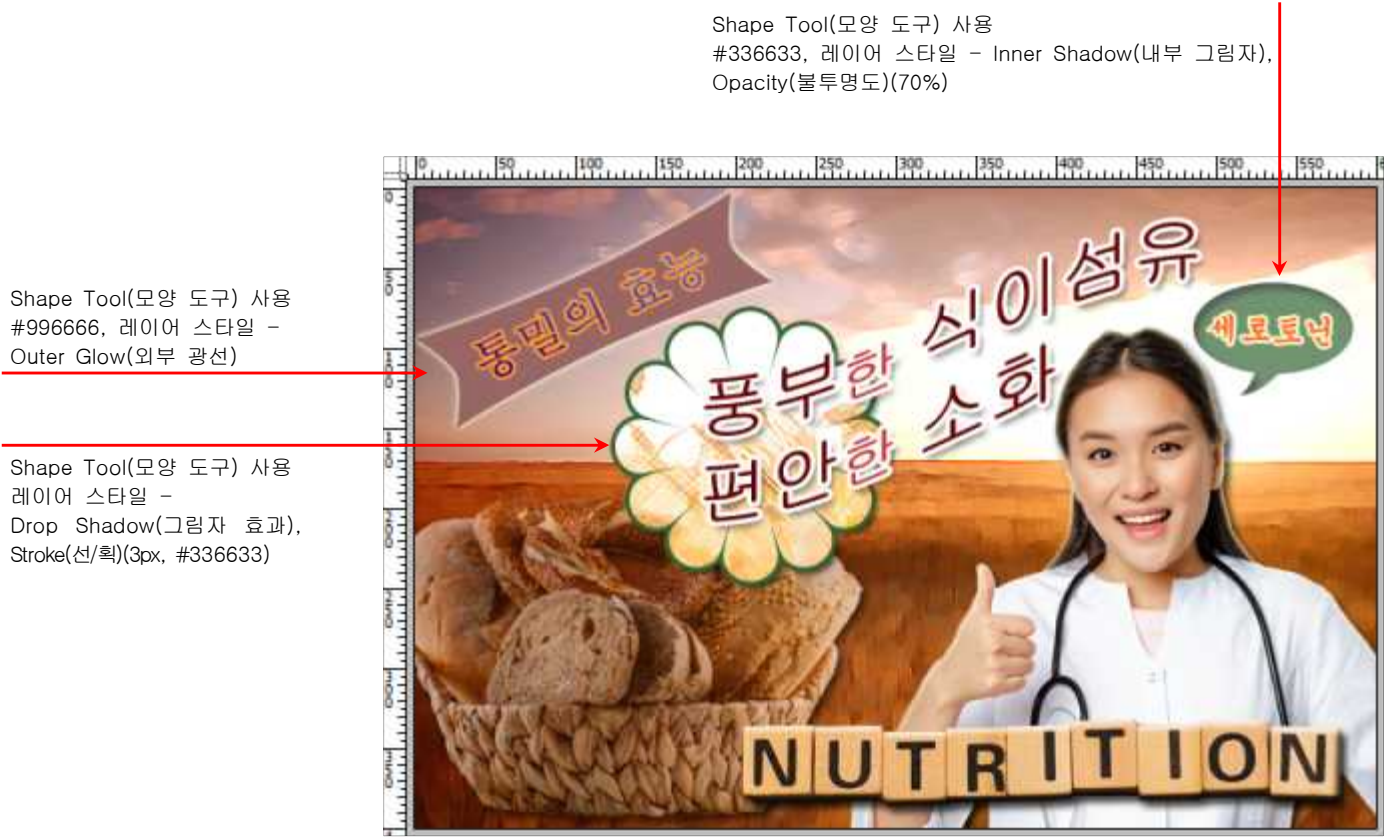 Shape Tool(모양 도구) 사용
#336633, 레이어 스타일 - Inner Shadow(내부 그림자),
Opacity(불투명도)(70%)
0 50 100 150 200 250 300 350 400 450 500 550
Shape Tool(모양 도구) 사용
#996666, 레이어 스타일 -
Outer Glow(외부 광선)
Shape Tool(모양 도구) 사용
레이어 스타일 -
Drop Shadow(그림자 효과),
Stroke(선/획)(3px, #336633)
통밀의 효능
풍부한 식이섬유
편안한 소화
세로토닌
NUTRITION